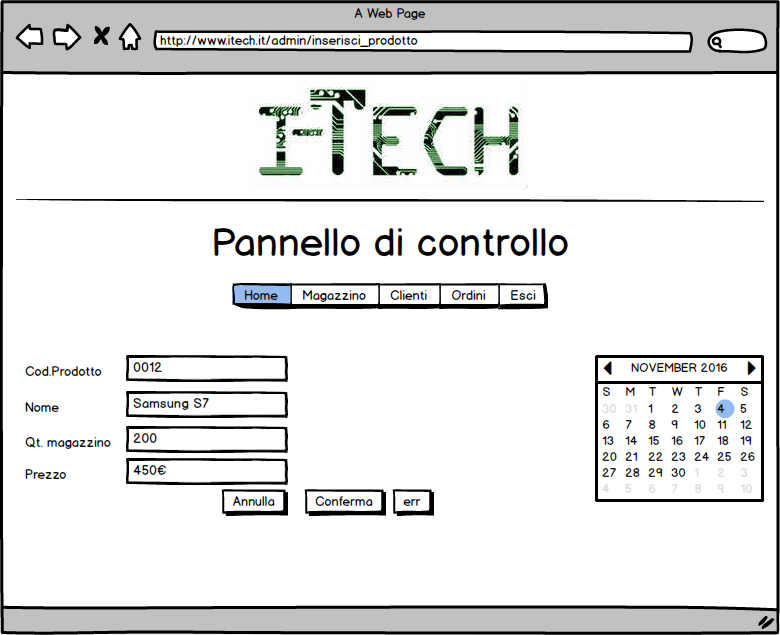 A Web Page
http://www.itech.it/admin/inserisci_prodotto
I-TECH
Pannello di controllo
Home Magazzino Clienti Ordini Esci
Cod.Prodotto 0012
Nome Samsung S7
Qt. magazzino 200
Prezzo 450€
Annulla Conferma err
NOVEMBER 2016
S M T W T F S
30 31 1 2 3 4 5
6 7 8 9 10 11 12
13 14 15 16 17 18 19
20 21 22 23 24 25 26
27 28 29 30 1 2 3
4 5 6 7 8 9 10